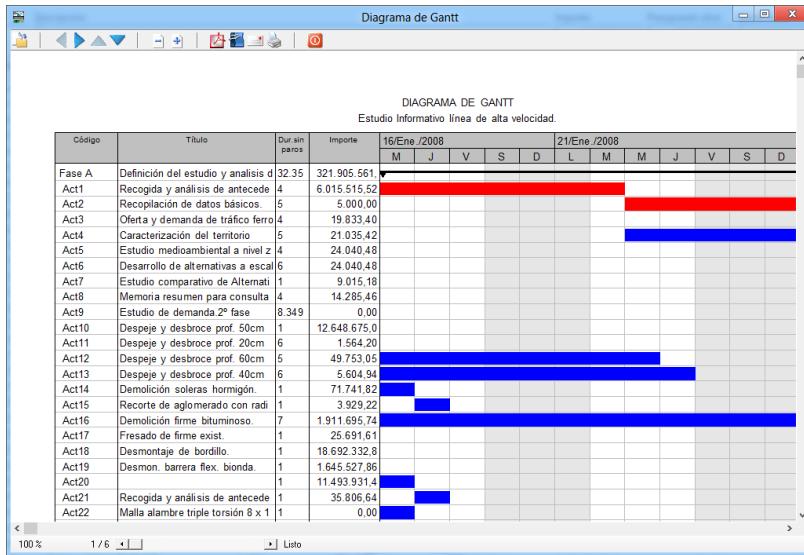 Diagrama de Gantt
DIAGRAMA DE GANTT
Estudio Informativo línea de alta velocidad.
Código Título Dur.sin paros Importe 16/Ene./2008 21/Ene./2008
M J V S D L M M J V S D
Fase A Definición del estudio y analisis d 32.35 321.905.561,
Act1 Recogida y análisis de antecede 4 6.015.515,52
Act2 Recopilación de datos básicos. 5 5.000,00
Act3 Oferta y demanda de tráfico ferro 4 19.833,40
Act4 Caracterización del territorio 5 21.035,42
Act5 Estudio medioambiental a nivel z 4 24.040,48
Act6 Desarrollo de alternativas a escal 6 24.040,48
Act7 Estudio comparativo de Alternati 1 9.015,18
Act8 Memoria resumen para consulta 4 14.285,46
Act9 Estudio de demanda.2º fase 8.349 0,00
Act10 Despeje y desbroce prof. 50cm 1 12.648.675,0
Act11 Despeje y desbroce prof. 20cm 6 1.564,20
Act12 Despeje y desbroce prof. 60cm 5 49.753,05
Act13 Despeje y desbroce prof. 40cm 6 5.604,94
Act14 Demolición soleras hormigón. 1 71.741,82
Act15 Recorte de aglomerado con radi 1 3.929,22
Act16 Demolición firme bituminoso. 7 1.911.695,74
Act17 Fresado de firme exist. 1 25.691,61
Act18 Desmontaje de bordillo. 1 18.692.332,8
Act19 Desmon. barrera flex. bionda. 1 1.645.527,86
Act20 1 11.493.931,4
Act21 Recogida y análisis de antecede 1 35.806,64
Act22 Malla alambre triple torsión 8 x 1 1 0,00
100 % 1 / 6 Listo